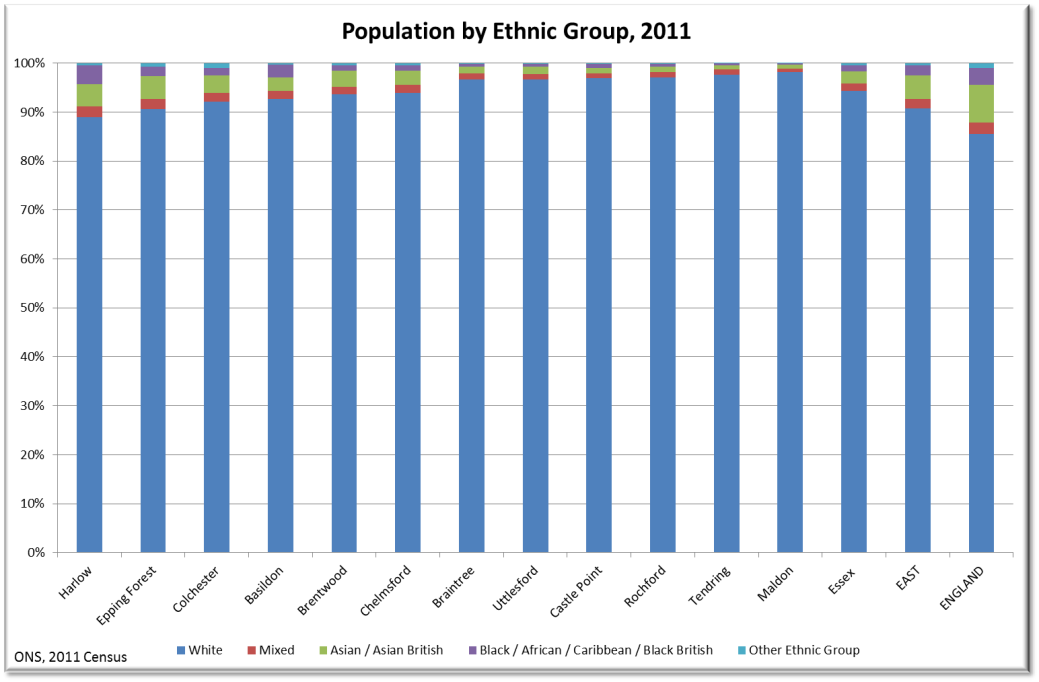 Population by Ethnic Group, 2011
100%
90%
80%
70%
60%
50%
40%
30%
20%
10%
0%
Harlow
Epping Forest
Colchester
Basildon
Brentwood
Chelmsford
Braintree
Uttlesford
Castle Point
Rochford
Tendring
Maldon
Essex
EAST
ENGLAND
White Mixed Asian / Asian British Black / African / Caribbean / Black British Other Ethnic Group
ONS, 2011 Census